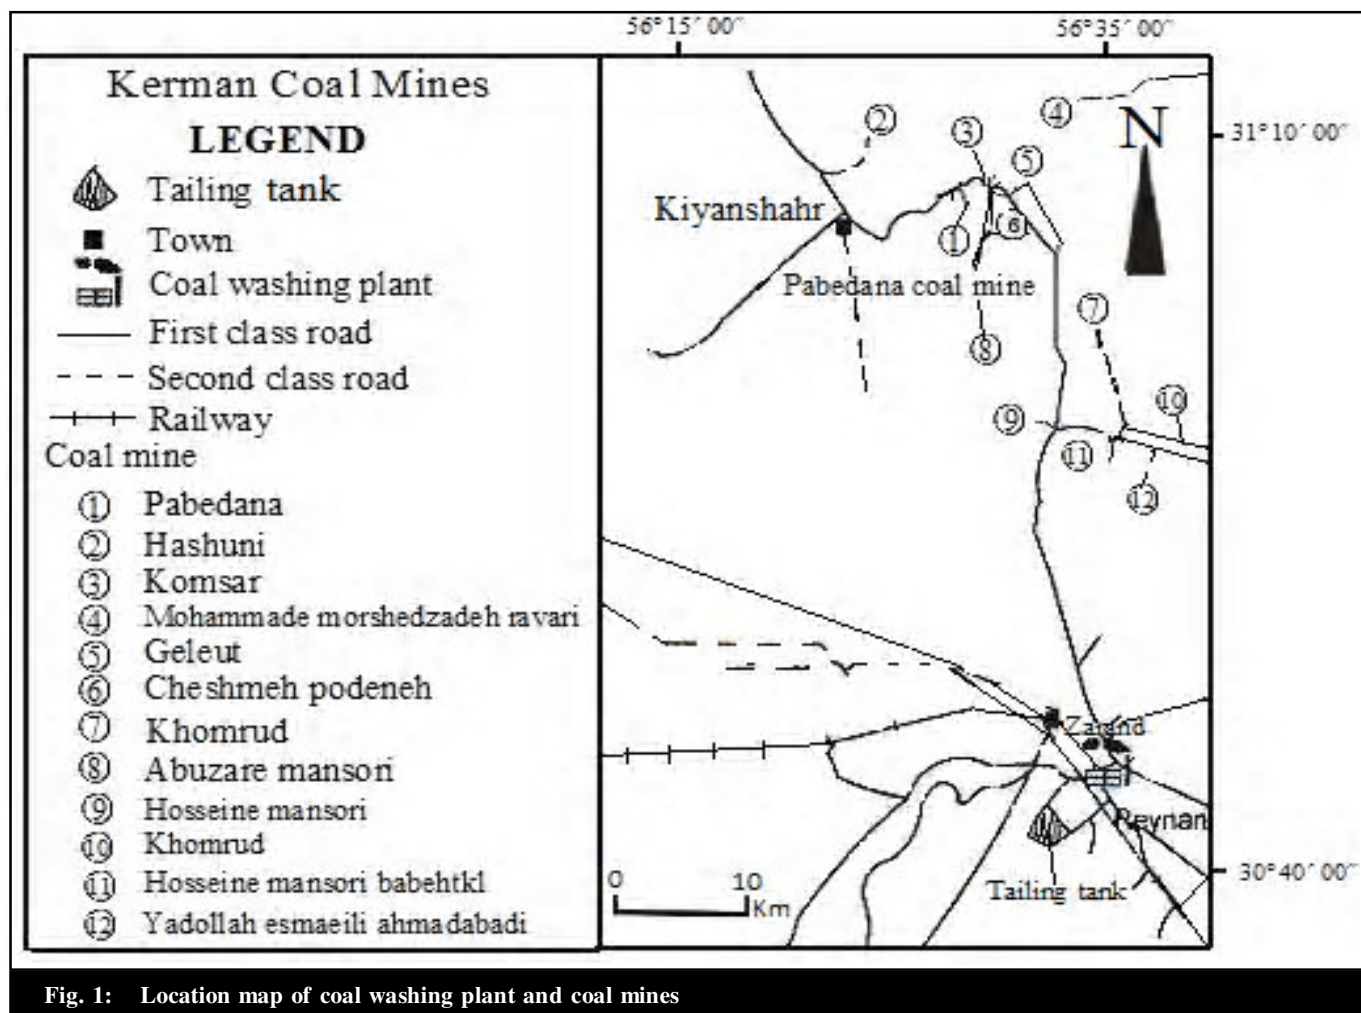 56°15′00″
56°35′00″
Kerman Coal Mines
LEGEND
Tailing tank
Town
Coal washing plant
First class road
Second class road
Railway
Coal mine
① Pabedana
② Hashuni
③ Komsar
④ Mohammade morshedzadeh ravari
⑤ Geleut
⑥ Cheshmeh podeneh
⑦ Khomrud
⑧ Abuzare mansori
⑨ Hosseine mansori
⑩ Khomrud
⑪ Hosseine mansori babehtkl
⑫ Yadollah esmaeili ahmadabadi
④
②
③
N
31°10′00″
⑤
Kiyanshahr
①
⑥
Pabedana coal mine
⑦
⑧
⑨
⑩
⑪
⑫
Zarand
Reynan
Tailing tank
30°40′00″
0 10
Km
Fig. 1: Location map of coal washing plant and coal mines